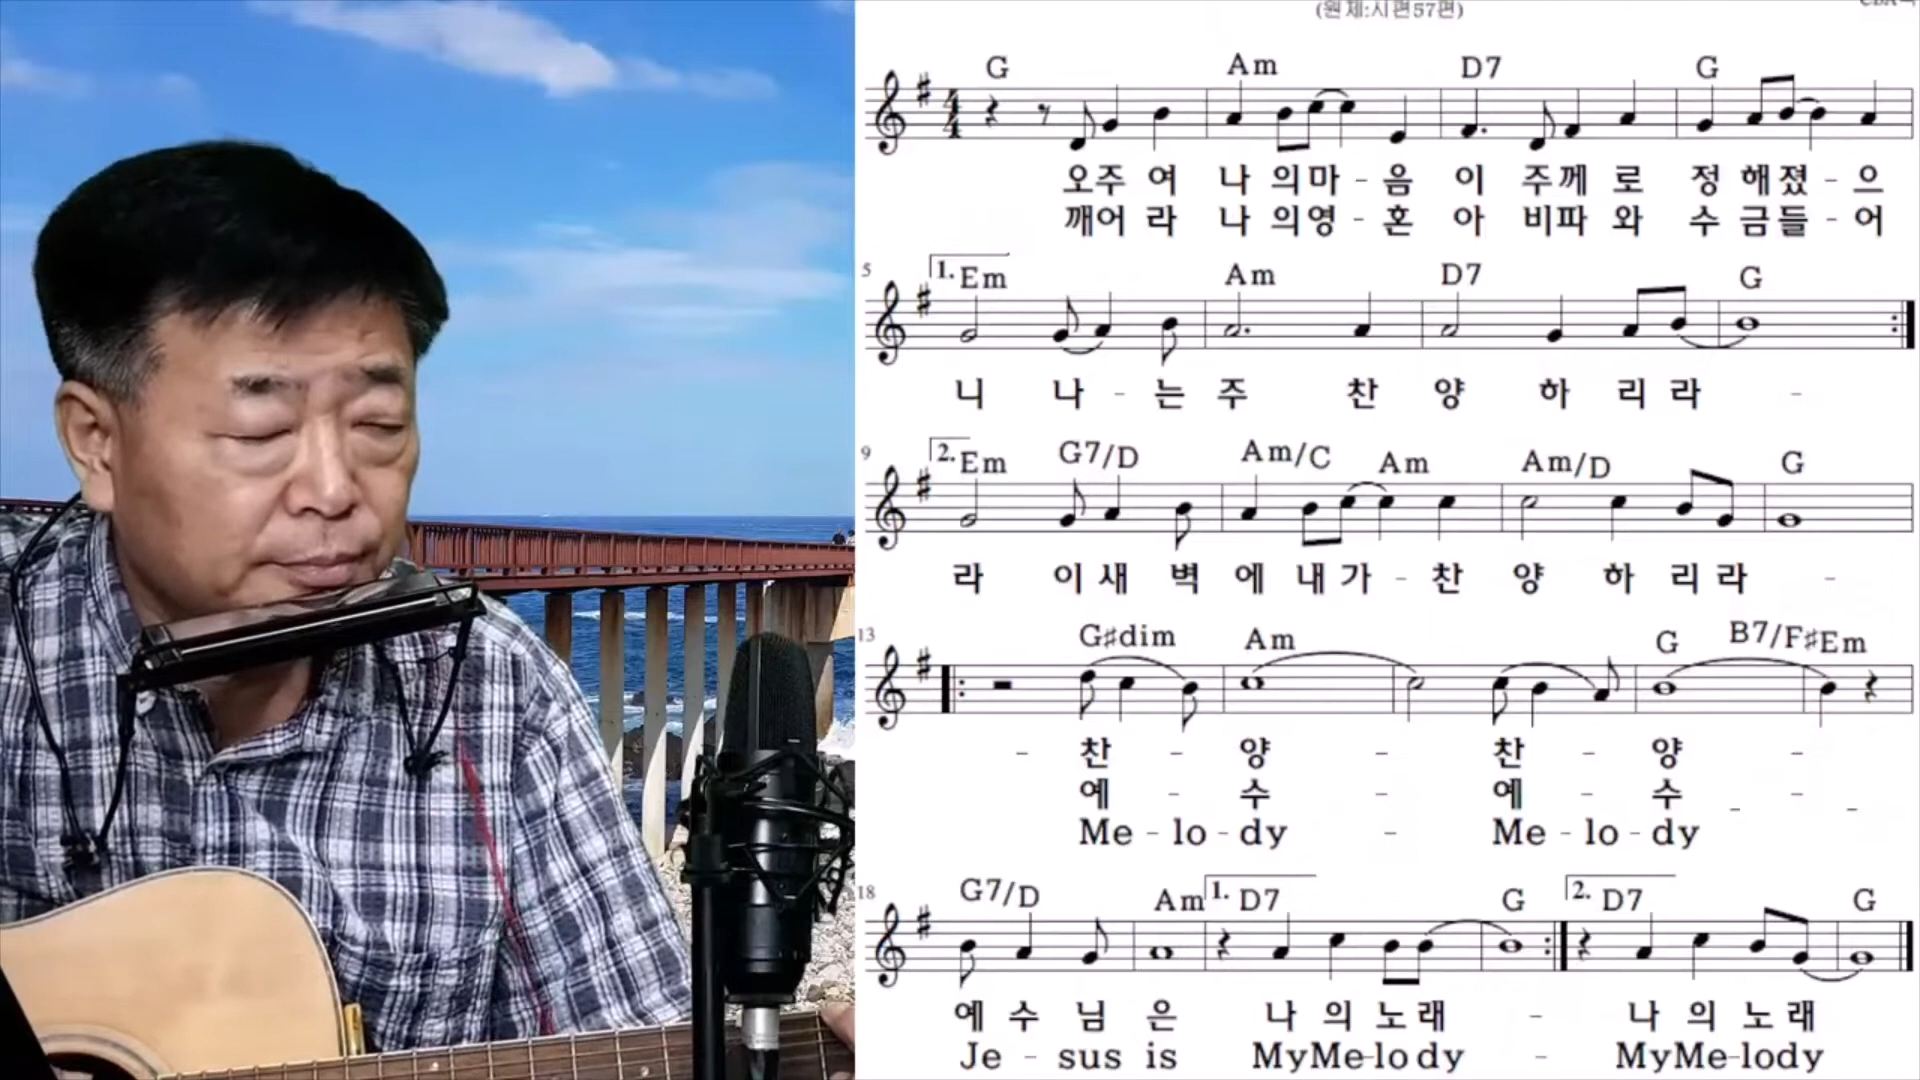 (원제:시편57편)
G Am D7 G
오주 여 나 의마 - 음 이 주께 로 정 해졌 - 으
깨어 라 나 의영 - 혼 아 비파 와 수 금들 - 어
5 1. Em Am D7 G
니 나 - 는 주 찬 양 하 리 라 -
9 2. Em G7/D Am/C Am Am/D G
라 이 새 벽 에 내 가 - 찬 양 하 리 라 -
13 G#dim Am G B7/F# Em
- 찬 - 양 - 찬 - 양 -
예 - 수 - 예 - 수 - - -
Me - lo - dy - Me - lo - dy
18 G7/D Am 1. D7 G 2. D7 G
예 수 님 은 나 의 노래 - 나 의 노 래
Je - sus is MyMe-lody - MyMe-lody